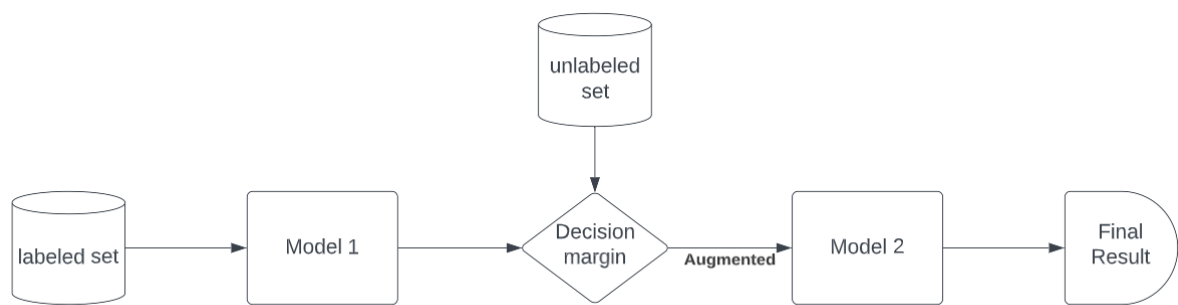 unlabeled
set
labeled set
Model 1
Decision
margin
Augmented
Model 2
Final
Result